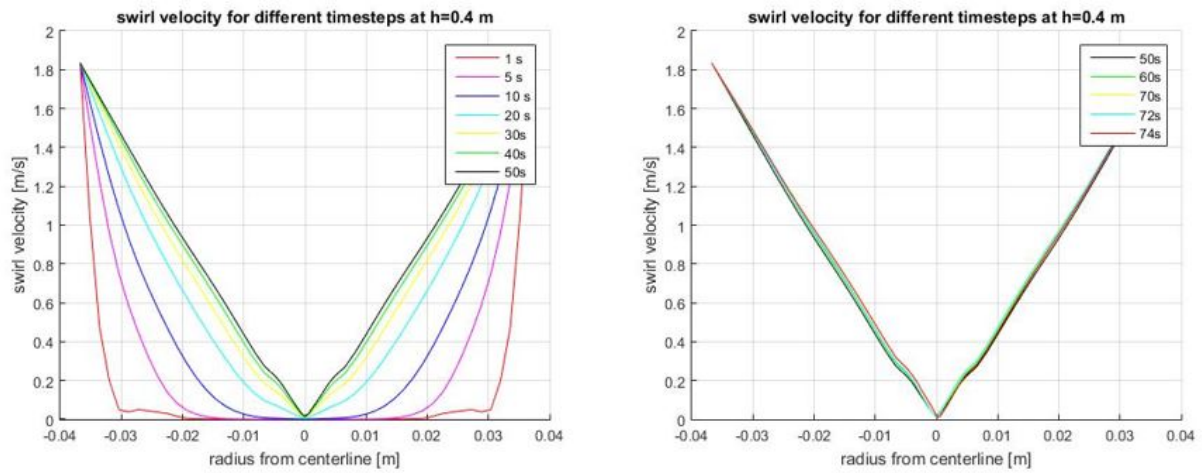 swirl velocity for different timesteps at h=0.4 m
swirl velocity [m/s]
2
1.8
1.6
1.4
1.2
1
0.8
0.6
0.4
0.2
0
-0.04
-0.03
-0.02
-0.01
0
0.01
0.02
0.03
0.04
radius from centerline [m]
1 s
5 s
10 s
20 s
30s
40s
50s
swirl velocity for different timesteps at h=0.4 m
swirl velocity [m/s]
2
1.8
1.6
1.4
1.2
1
0.8
0.6
0.4
0.2
0
-0.04
-0.03
-0.02
-0.01
0
0.01
0.02
0.03
0.04
radius from centerline [m]
50s
60s
70s
72s
74s